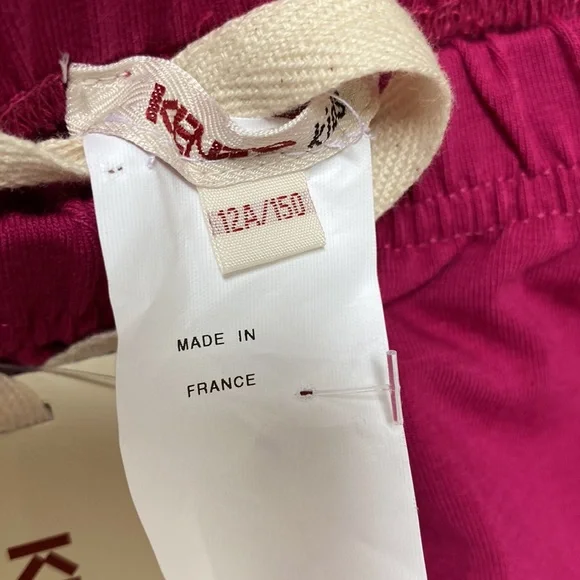 KENZO
KiDS
12A/150
MADE IN
FRANCE
K